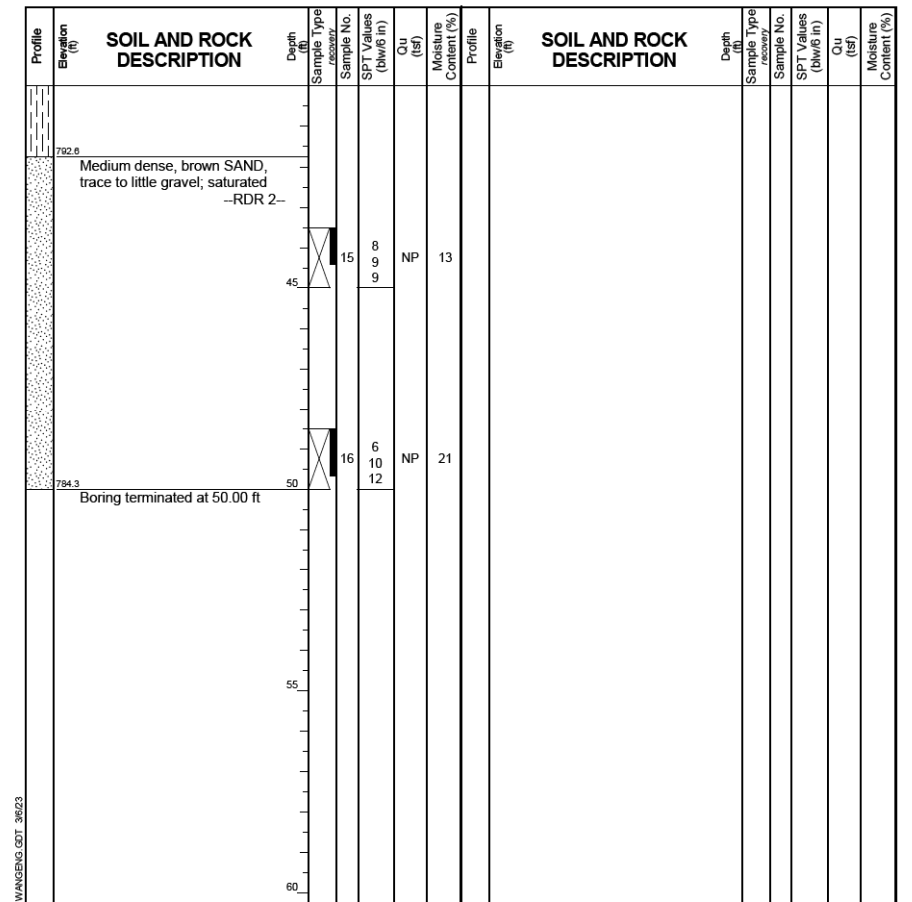 Profile
Elevation
(ft)
SOIL AND ROCK
DESCRIPTION
Depth
(ft)
Sample Type
recovery
Sample No.
SPT Values
(blw/6 in)
Qu
(tsf)
Moisture
Content (%)
Profile
Elevation
(ft)
SOIL AND ROCK
DESCRIPTION
Depth
(ft)
Sample Type
recovery
Sample No.
SPT Values
(blw/6 in)
Qu
(tsf)
Moisture
Content (%)
792.6
Medium dense, brown SAND,
trace to little gravel; saturated
--RDR 2--
15
8
9
9
NP
13
45
16
6
10
12
NP
21
784.3
50
Boring terminated at 50.00 ft
55
60
WANGENG.GDT 3/6/23